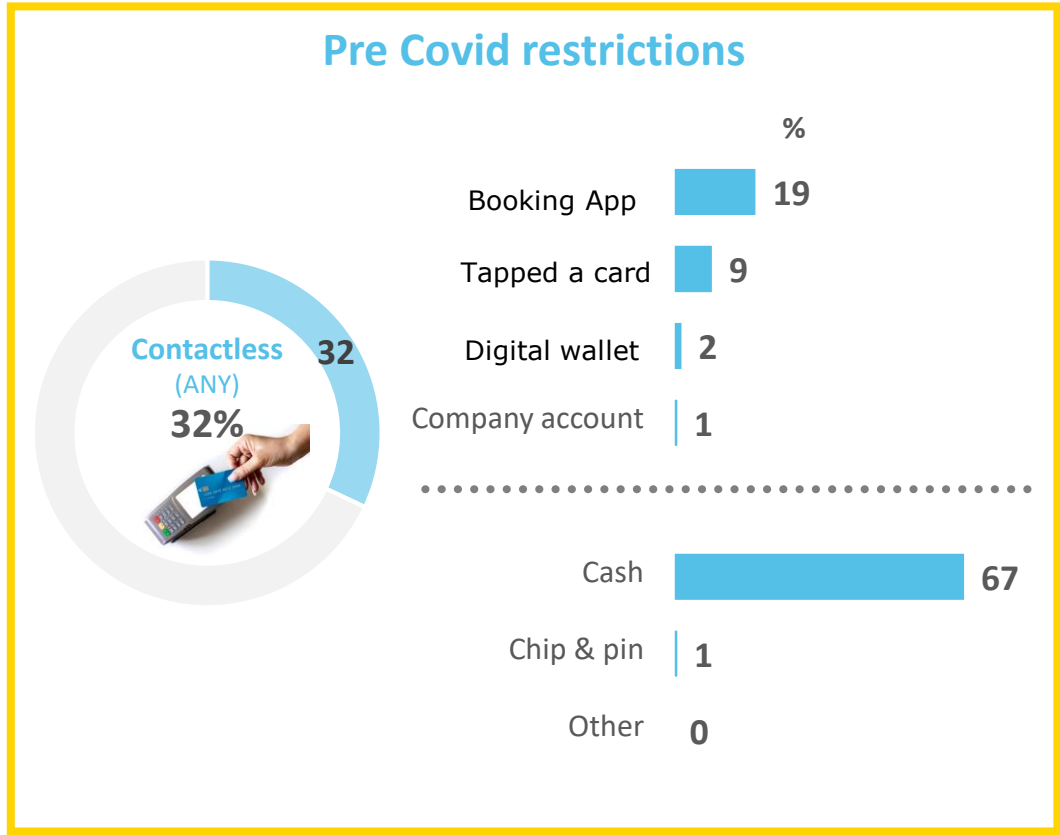 Pre Covid restrictions
%
Booking App 19
Tapped a card 9
Digital wallet 2
Company account 1
Contactless 32
(ANY)
32%
Cash 67
Chip & pin 1
Other 0